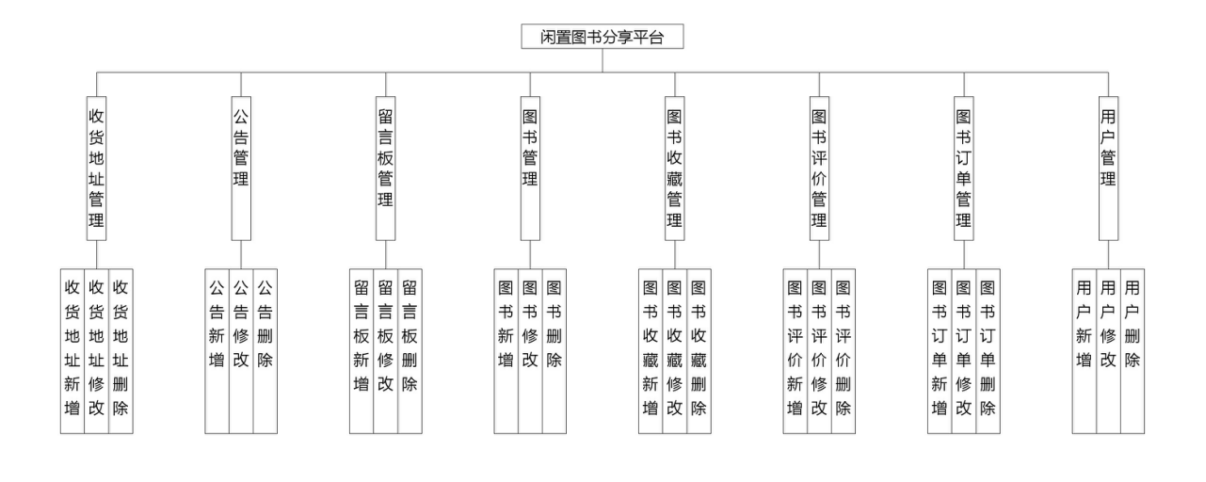 闲置图书分享平台
收货地址管理
公告管理
留言板管理
图书管理
图书收藏管理
图书评价管理
图书订单管理
用户管理
收货地址新增
收货地址修改
收货地址删除
公告新增
公告修改
公告删除
留言板新增
留言板修改
留言板删除
图书新增
图书修改
图书删除
图书收藏新增
图书收藏修改
图书收藏删除
图书评价新增
图书评价修改
图书评价删除
图书订单新增
图书订单修改
图书订单删除
用户新增
用户修改
用户删除